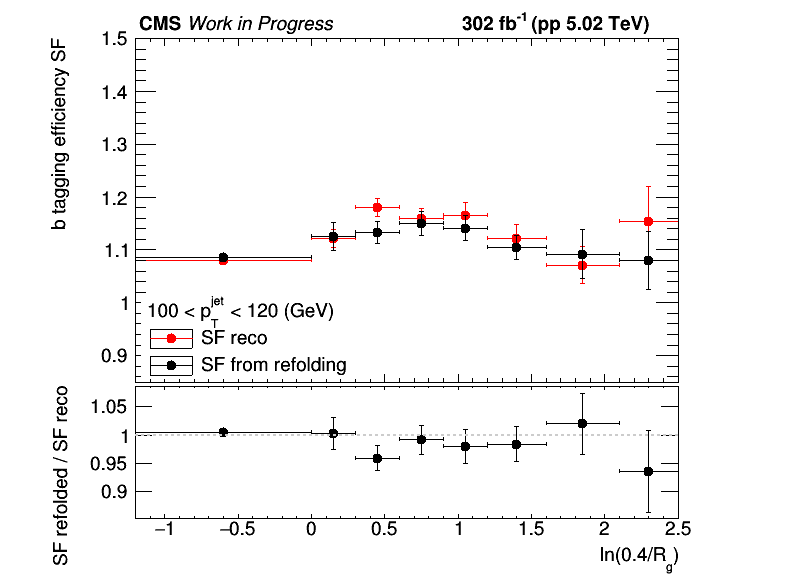 CMS Work in Progress 302 fb⁻¹ (pp 5.02 TeV)
b tagging efficiency SF
1.5
1.4
1.3
1.2
1.1
1
0.9
100 < p_T^jet < 120 (GeV)
SF reco
SF from refolding
SF refolded / SF reco
1.05
1
0.95
0.9
−1 −0.5 0 0.5 1 1.5 2 2.5
ln(0.4/R_g)